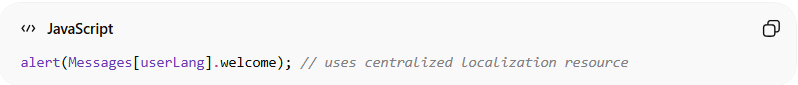 </> JavaScript
alert(Messages[userLang].welcome); // uses centralized localization resource